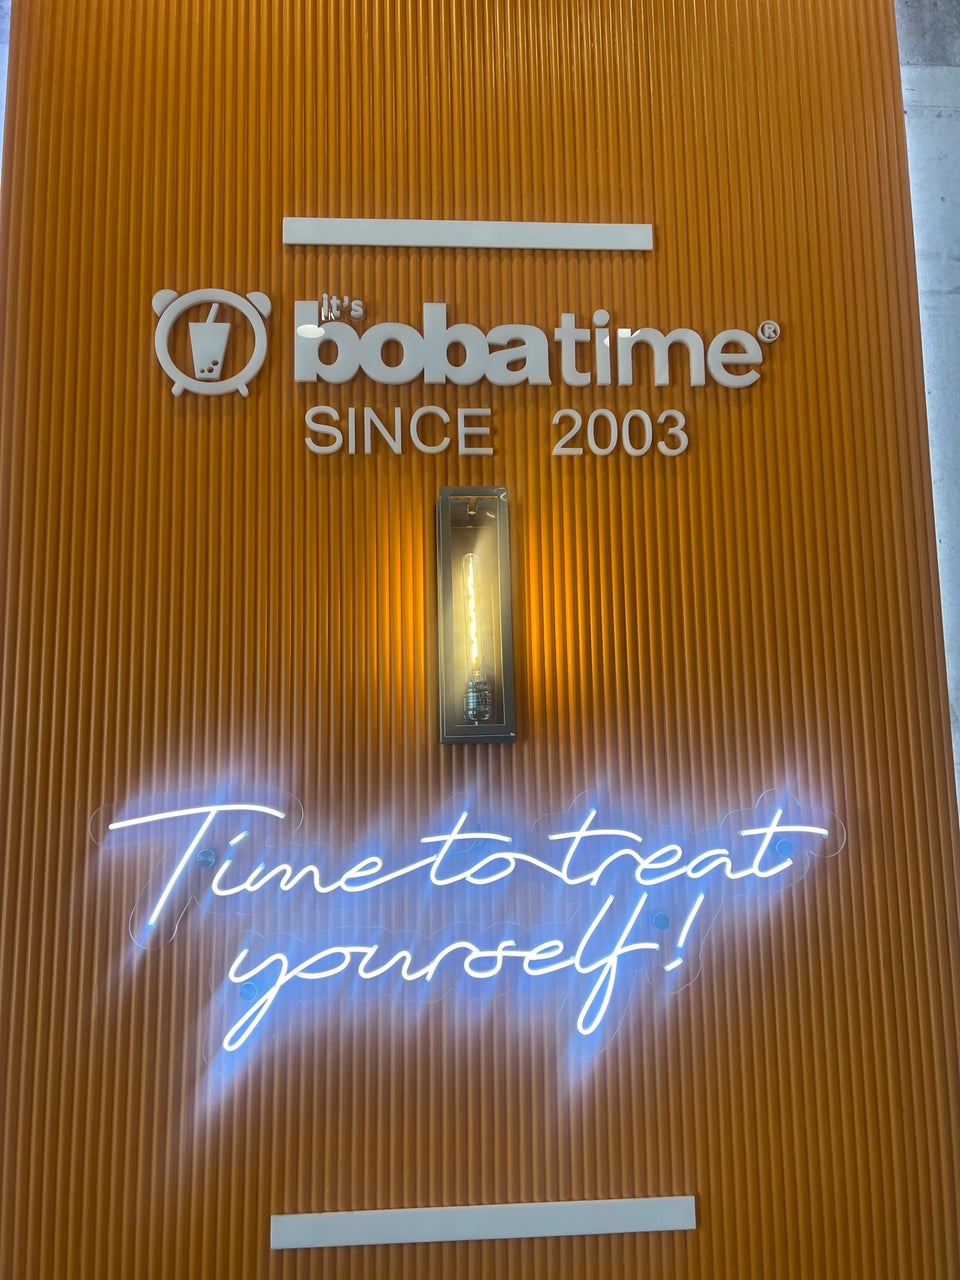 it's
bobatime®
SINCE 2003
Time to treat
yourself!